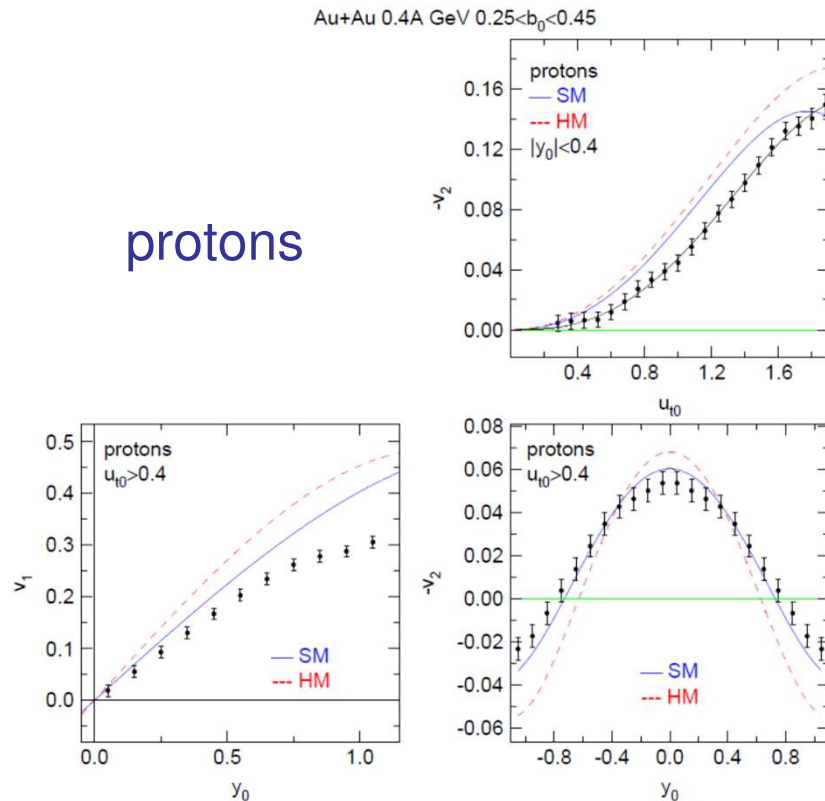 Au+Au 0.4A GeV 0.25<b₀<0.45
protons
protons
SM
HM
|y₀|<0.4
-v₂
0.16
0.12
0.08
0.04
0.00
0.4 0.8 1.2 1.6
uₜ₀
protons
uₜ₀>0.4
v₁
0.5
0.4
0.3
0.2
0.1
0.0
SM
HM
0.0 0.5 1.0
y₀
protons
uₜ₀>0.4
-v₂
0.08
0.06
0.04
0.02
0.00
-0.02
-0.04
-0.06
SM
HM
-0.8 -0.4 0.0 0.4 0.8
y₀